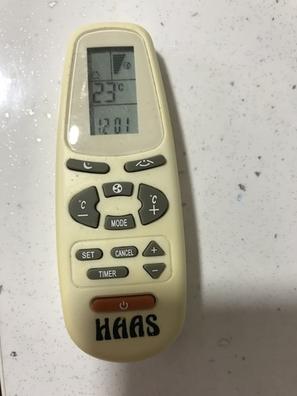 23°C
12:01
°C
—
MODE
°C
+
SET
CANCEL
+
TIMER
−
HAAS